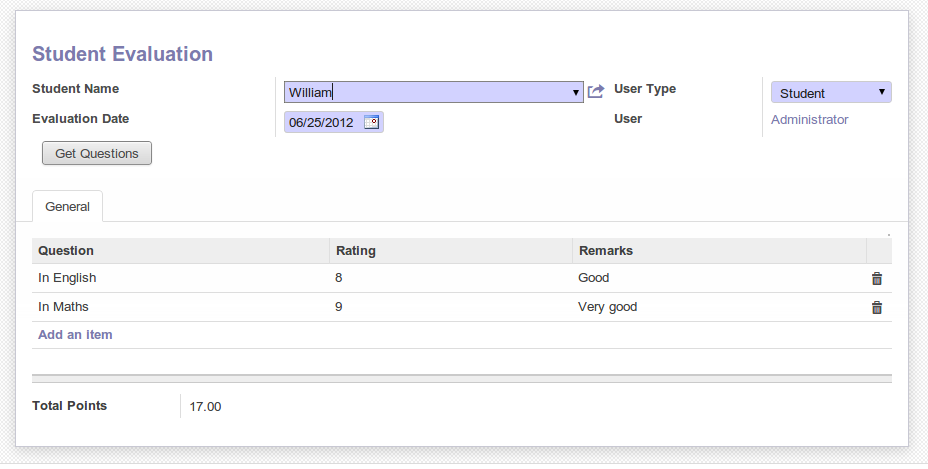 Student Evaluation
Student Name William User Type Student
Evaluation Date 06/25/2012 User Administrator
Get Questions
General
Question Rating Remarks
In English 8 Good
In Maths 9 Very good
Add an item
Total Points 17.00